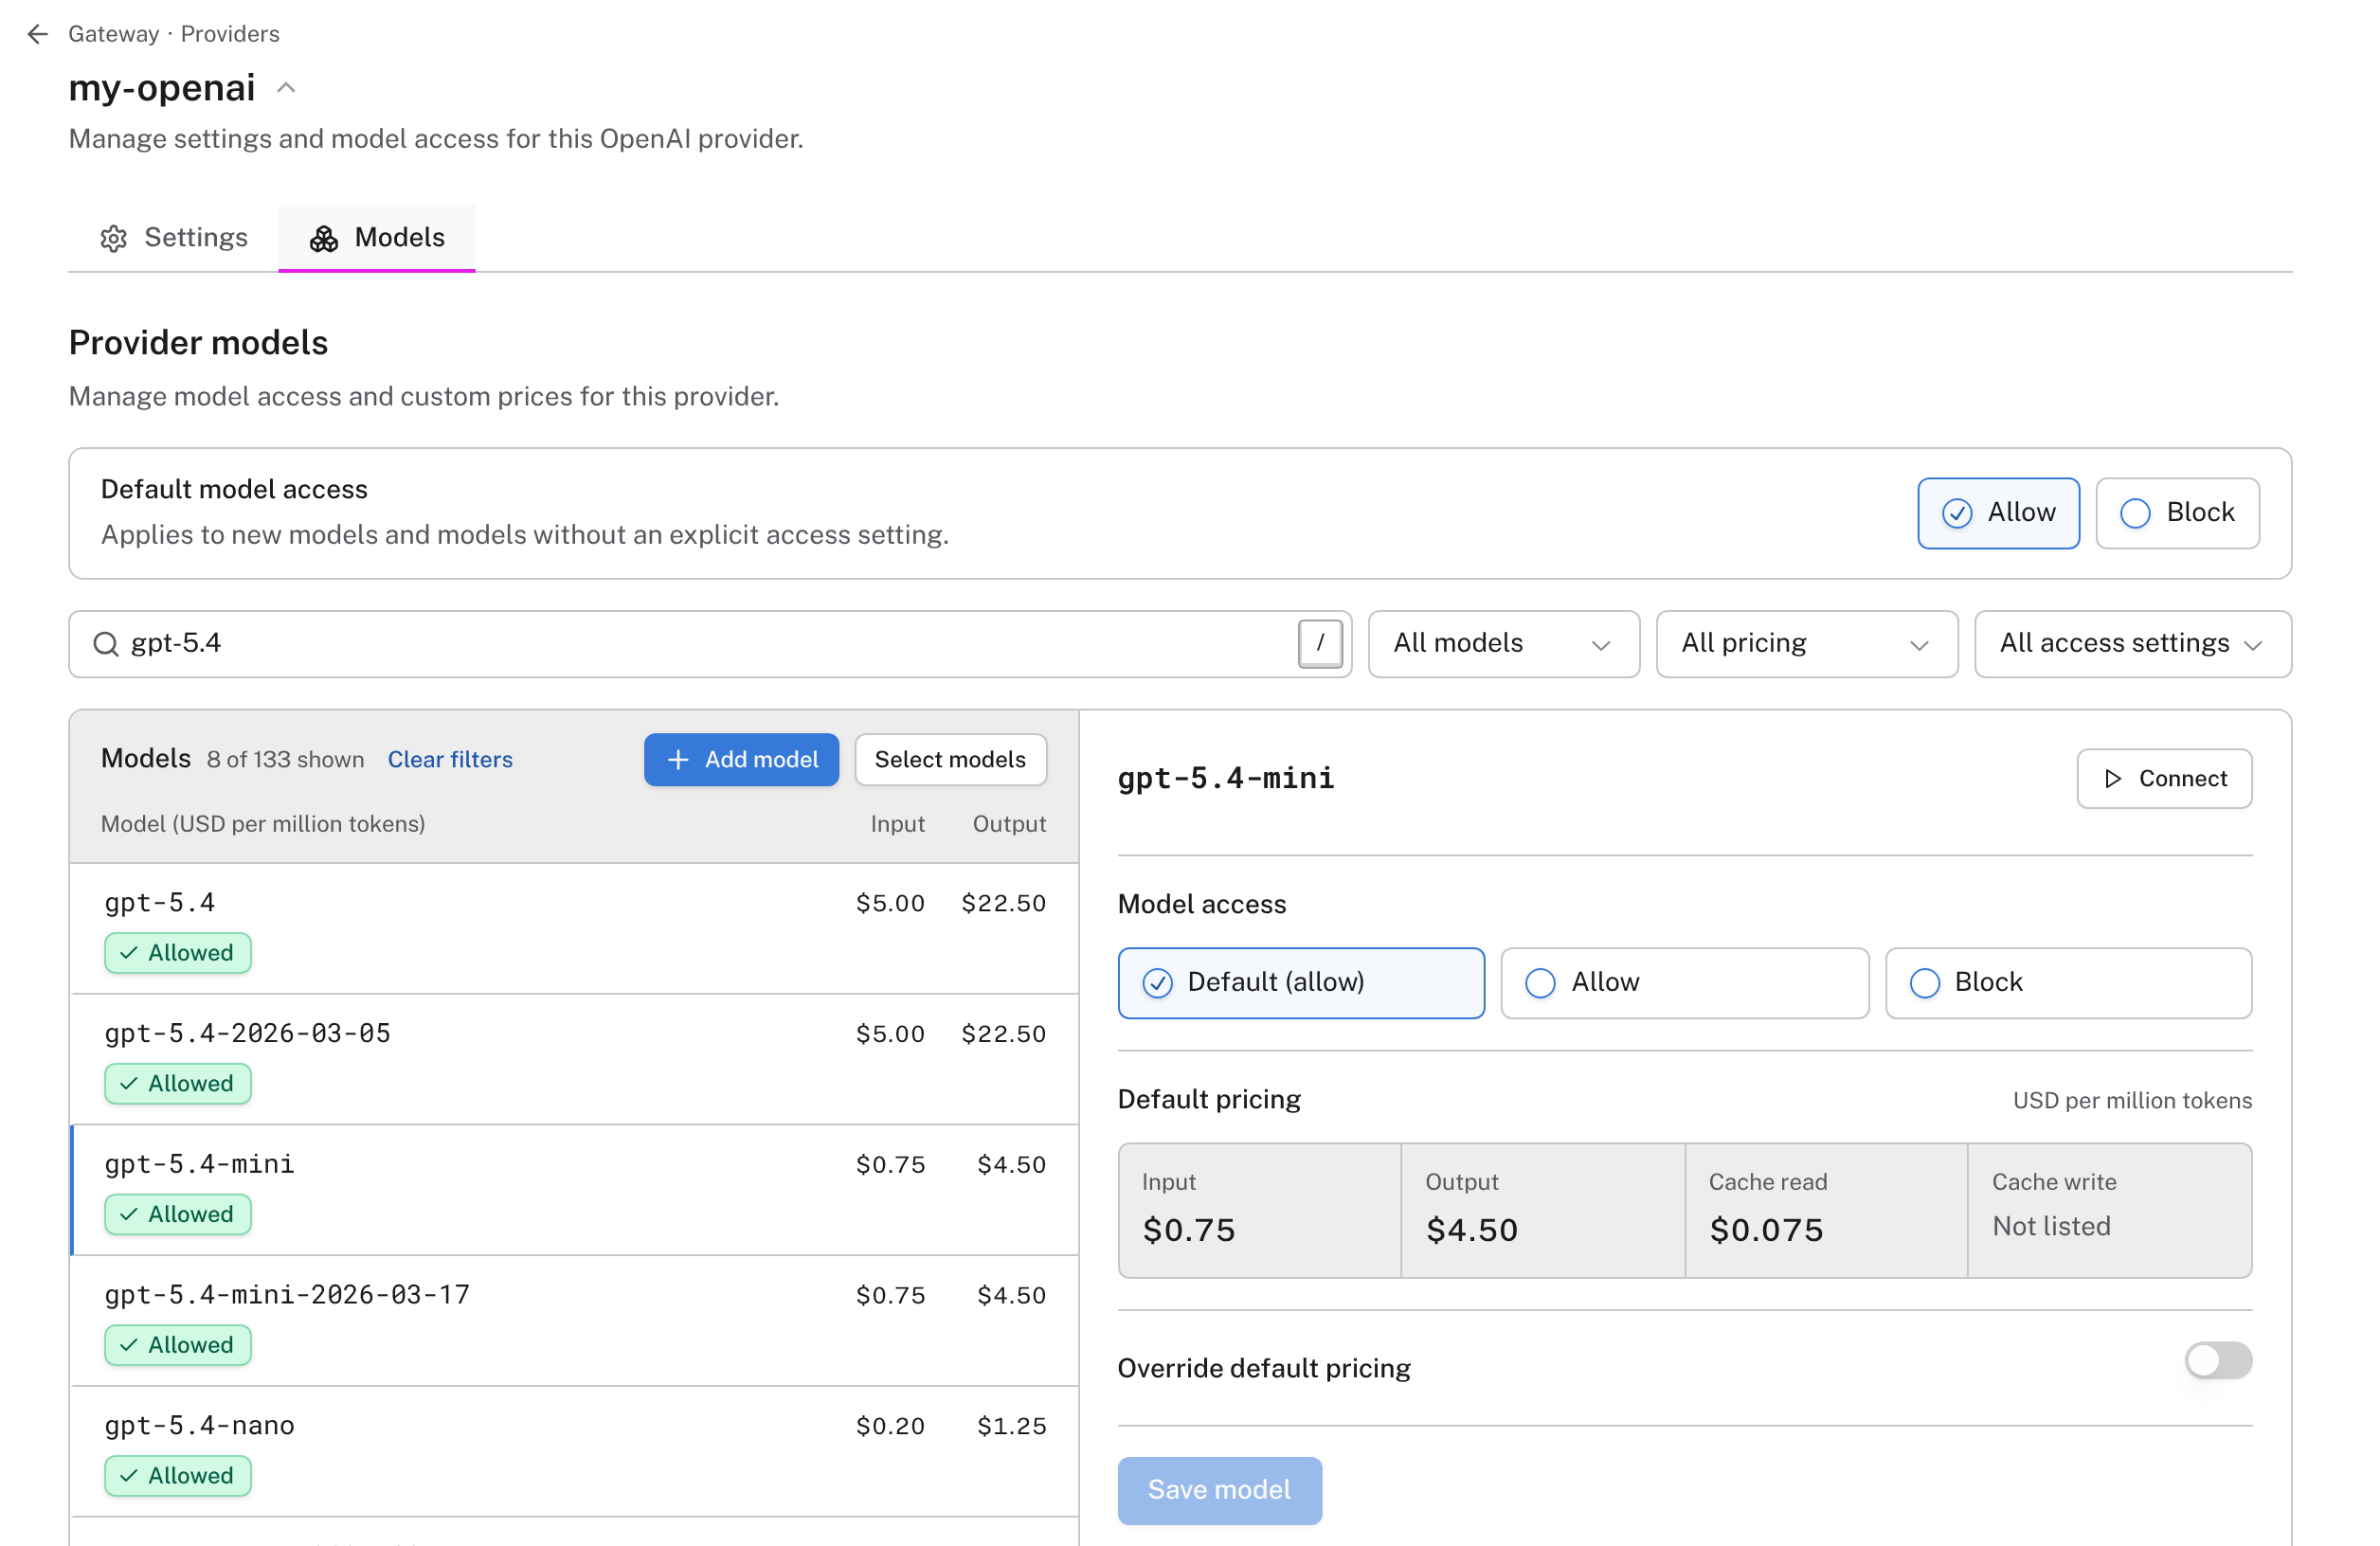 Gateway · Providers
my-openai
Manage settings and model access for this OpenAI provider.
Settings
Models
Provider models
Manage model access and custom prices for this provider.
Default model access
Applies to new models and models without an explicit access setting.
Allow
Block
gpt-5.4
/
All models
All pricing
All access settings
Models 8 of 133 shown Clear filters
+ Add model
Select models
Model (USD per million tokens) Input Output
gpt-5.4 $5.00 $22.50
Allowed
gpt-5.4-2026-03-05 $5.00 $22.50
Allowed
gpt-5.4-mini $0.75 $4.50
Allowed
gpt-5.4-mini-2026-03-17 $0.75 $4.50
Allowed
gpt-5.4-nano $0.20 $1.25
Allowed
gpt-5.4-mini
Connect
Model access
Default (allow)
Allow
Block
Default pricing USD per million tokens
Input Output Cache read Cache write
$0.75 $4.50 $0.075 Not listed
Override default pricing
Save model